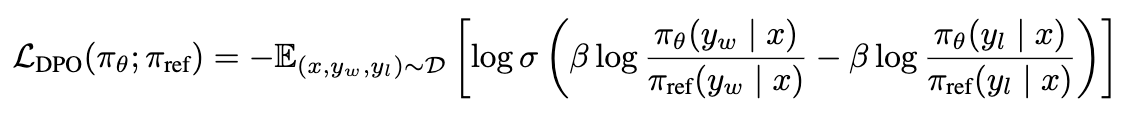 ℒ_DPO(π_θ; π_ref) = −𝔼_(x,y_w,y_l)∼𝒟 [log σ (β log π_θ(y_w | x) / π_ref(y_w | x) − β log π_θ(y_l | x) / π_ref(y_l | x))]